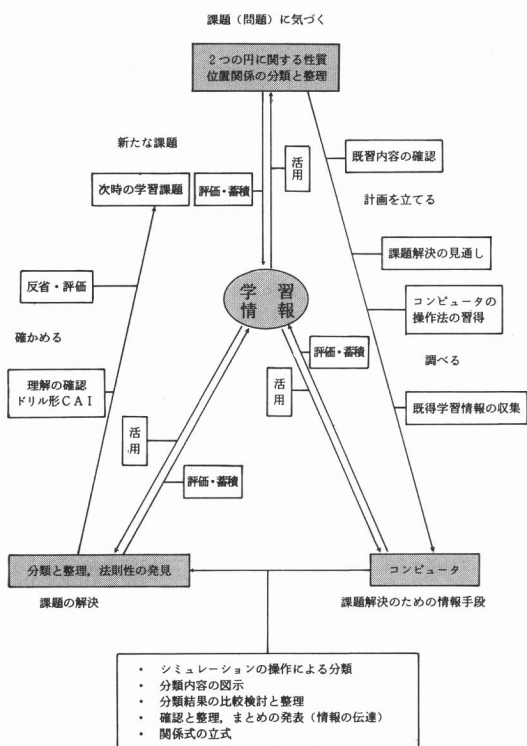 課題（問題）に気づく
2つの円に関する性質
位置関係の分類と整理
新たな課題
次時の学習課題
評価・蓄積
活用
既習内容の確認
計画を立てる
課題解決の見通し
反省・評価
学習
情報
コンピュータの
操作法の習得
確かめる
評価・蓄積
調べる
理解の確認
ドリル形CAI
活用
既得学習情報の収集
活用
評価・蓄積
分類と整理，法則性の発見
コンピュータ
課題の解決
課題解決のための情報手段
・ シミュレーションの操作による分類
・ 分類内容の図示
・ 分類結果の比較検討と整理
・ 確認と整理，まとめの発表（情報の伝達）
・ 関係式の立式